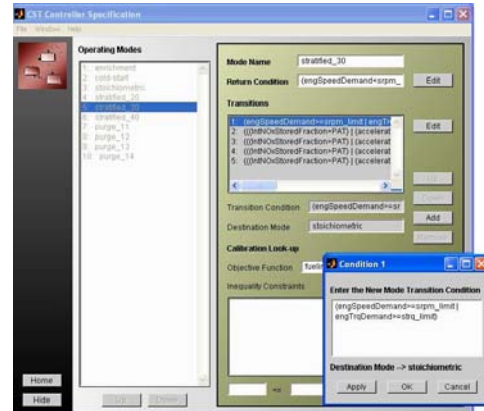 CST Controller Specification
File Window Help
Operating Modes
1: enrichment
2: cold-start
3: stoichiometric
4: stratified_20
5: stratified_30
6: stratified_40
7: purge_11
8: purge_12
9: purge_13
10: purge_14
Up
Down
Home
Hide
Mode Name
stratified_30
Return Condition
(engSpeedDemand<srpm_
Edit
Transitions
1: (engSpeedDemand>=srpm_limit | engTr
2: (((IntNOxStoredFraction>PAT) | (accelerat
3: (((IntNOxStoredFraction>PAT) | (accelerat
4: (((IntNOxStoredFraction>PAT) | (accelerat
5: (((IntNOxStoredFraction>PAT) | (accelerat
Edit
Up
Down
Add
Remove
Transition Condition
(engSpeedDemand>=sr
Destination Mode
stoichiometric
Calibration Look-up
Objective Function
fuelin
Inequality Constraints
<=
Condition 1
Enter the New Mode Transition Condition
(engSpeedDemand>=srpm_limit |
engTrqDemand>=strq_limit)
Destination Mode --> stoichiometric
Apply
OK
Cancel